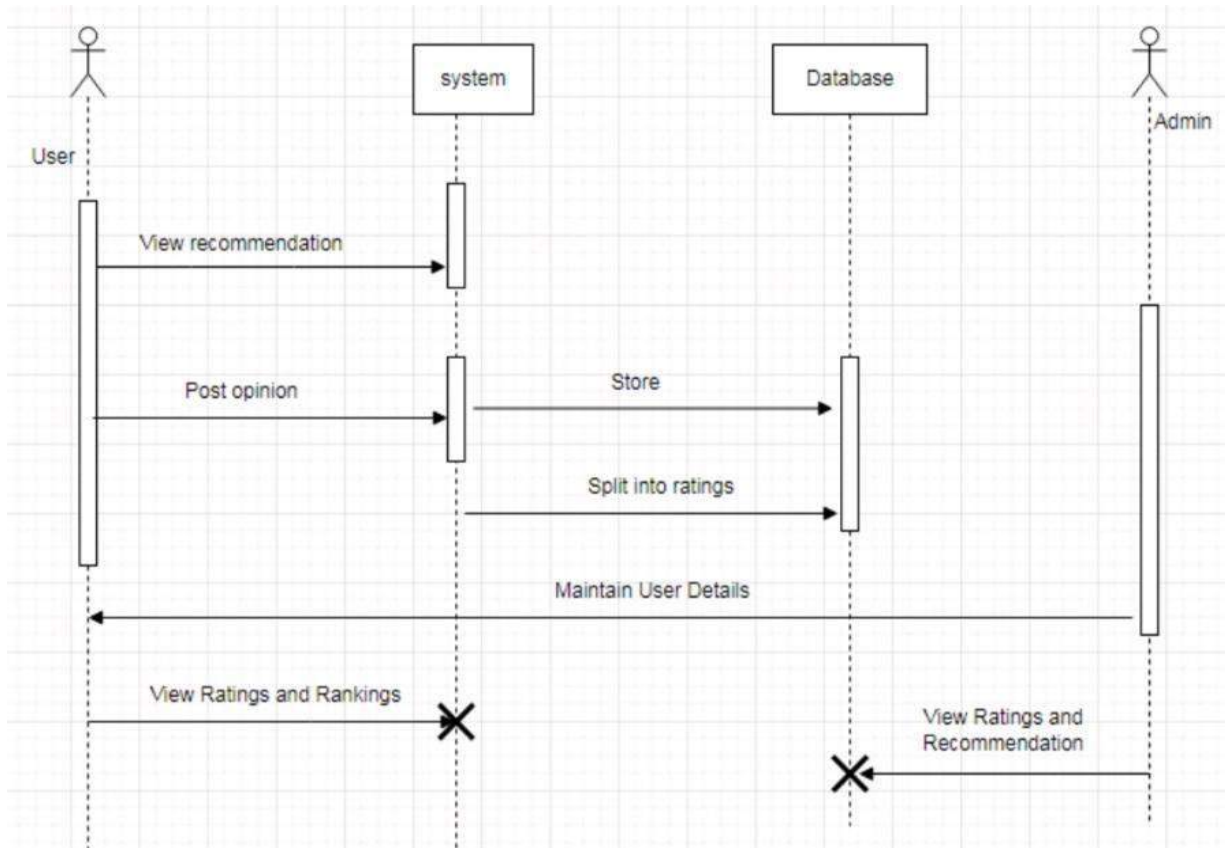 system
Database
Admin
User
View recommendation
Post opinion
Store
Split into ratings
Maintain User Details
View Ratings and Rankings
View Ratings and
Recommendation